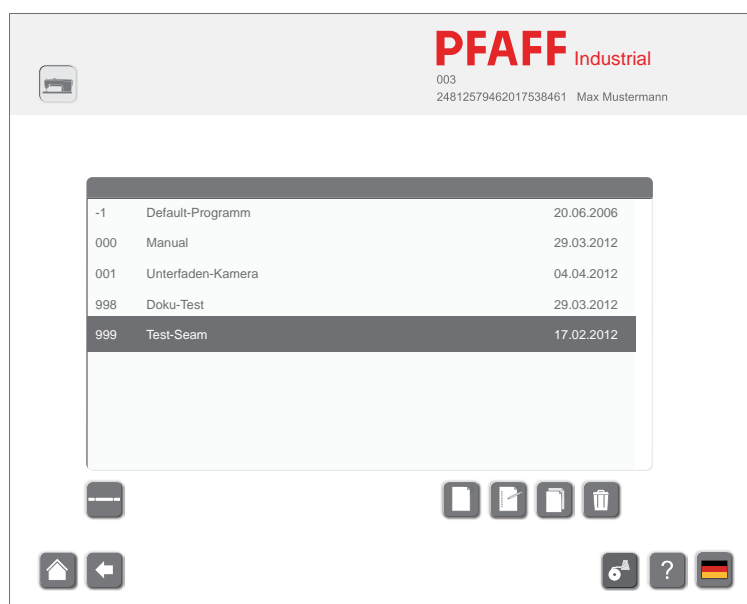 PFAFF Industrial
003
24812579462017538461 Max Mustermann
-1 Default-Programm 20.06.2006
000 Manual 29.03.2012
001 Unterfaden-Kamera 04.04.2012
998 Doku-Test 29.03.2012
999 Test-Seam 17.02.2012
?